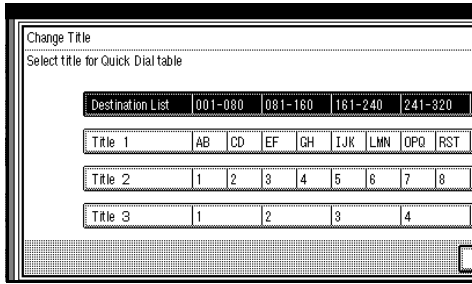 Change Title
Select title for Quick Dial table
Destination List 001-080 081-160 161-240 241-320
Title 1 AB CD EF GH IJK LMN OPQ RST
Title 2 1 2 3 4 5 6 7 8
Title 3 1 2 3 4